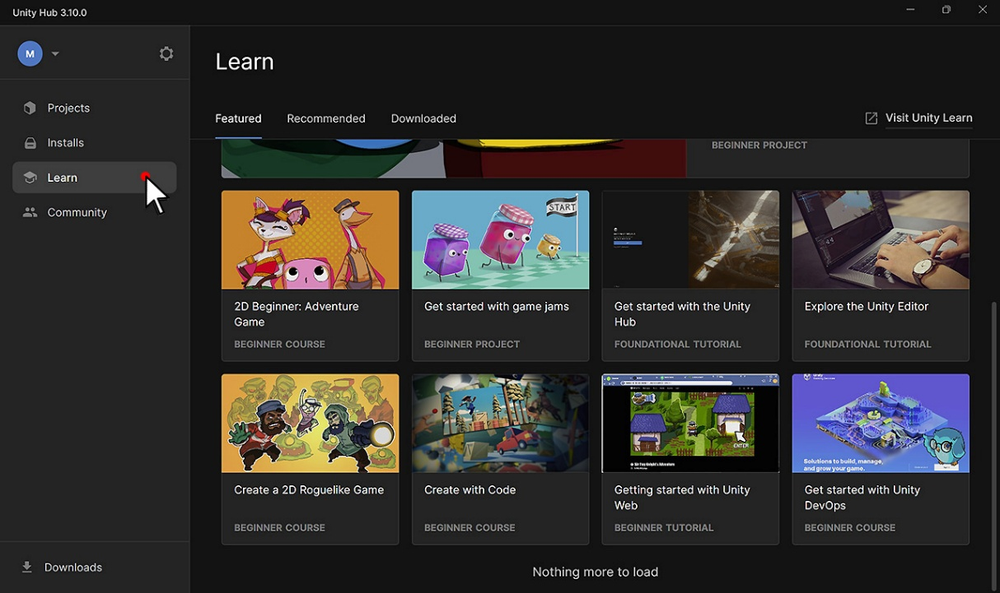 Unity Hub 3.10.0
M
Projects
Installs
Learn
Community
Downloads
Learn
Featured
Recommended
Downloaded
Visit Unity Learn
BEGINNER PROJECT
2D Beginner: Adventure
Game
BEGINNER COURSE
START
Get started with game jams
BEGINNER PROJECT
Get started with the Unity
Hub
FOUNDATIONAL TUTORIAL
Explore the Unity Editor
FOUNDATIONAL TUTORIAL
Create a 2D Roguelike Game
BEGINNER COURSE
Create with Code
BEGINNER COURSE
ENTER
Getting started with Unity
Web
BEGINNER TUTORIAL
Solutions to build, manage,
and grow your game.
Get started with Unity
DevOps
BEGINNER COURSE
Nothing more to load